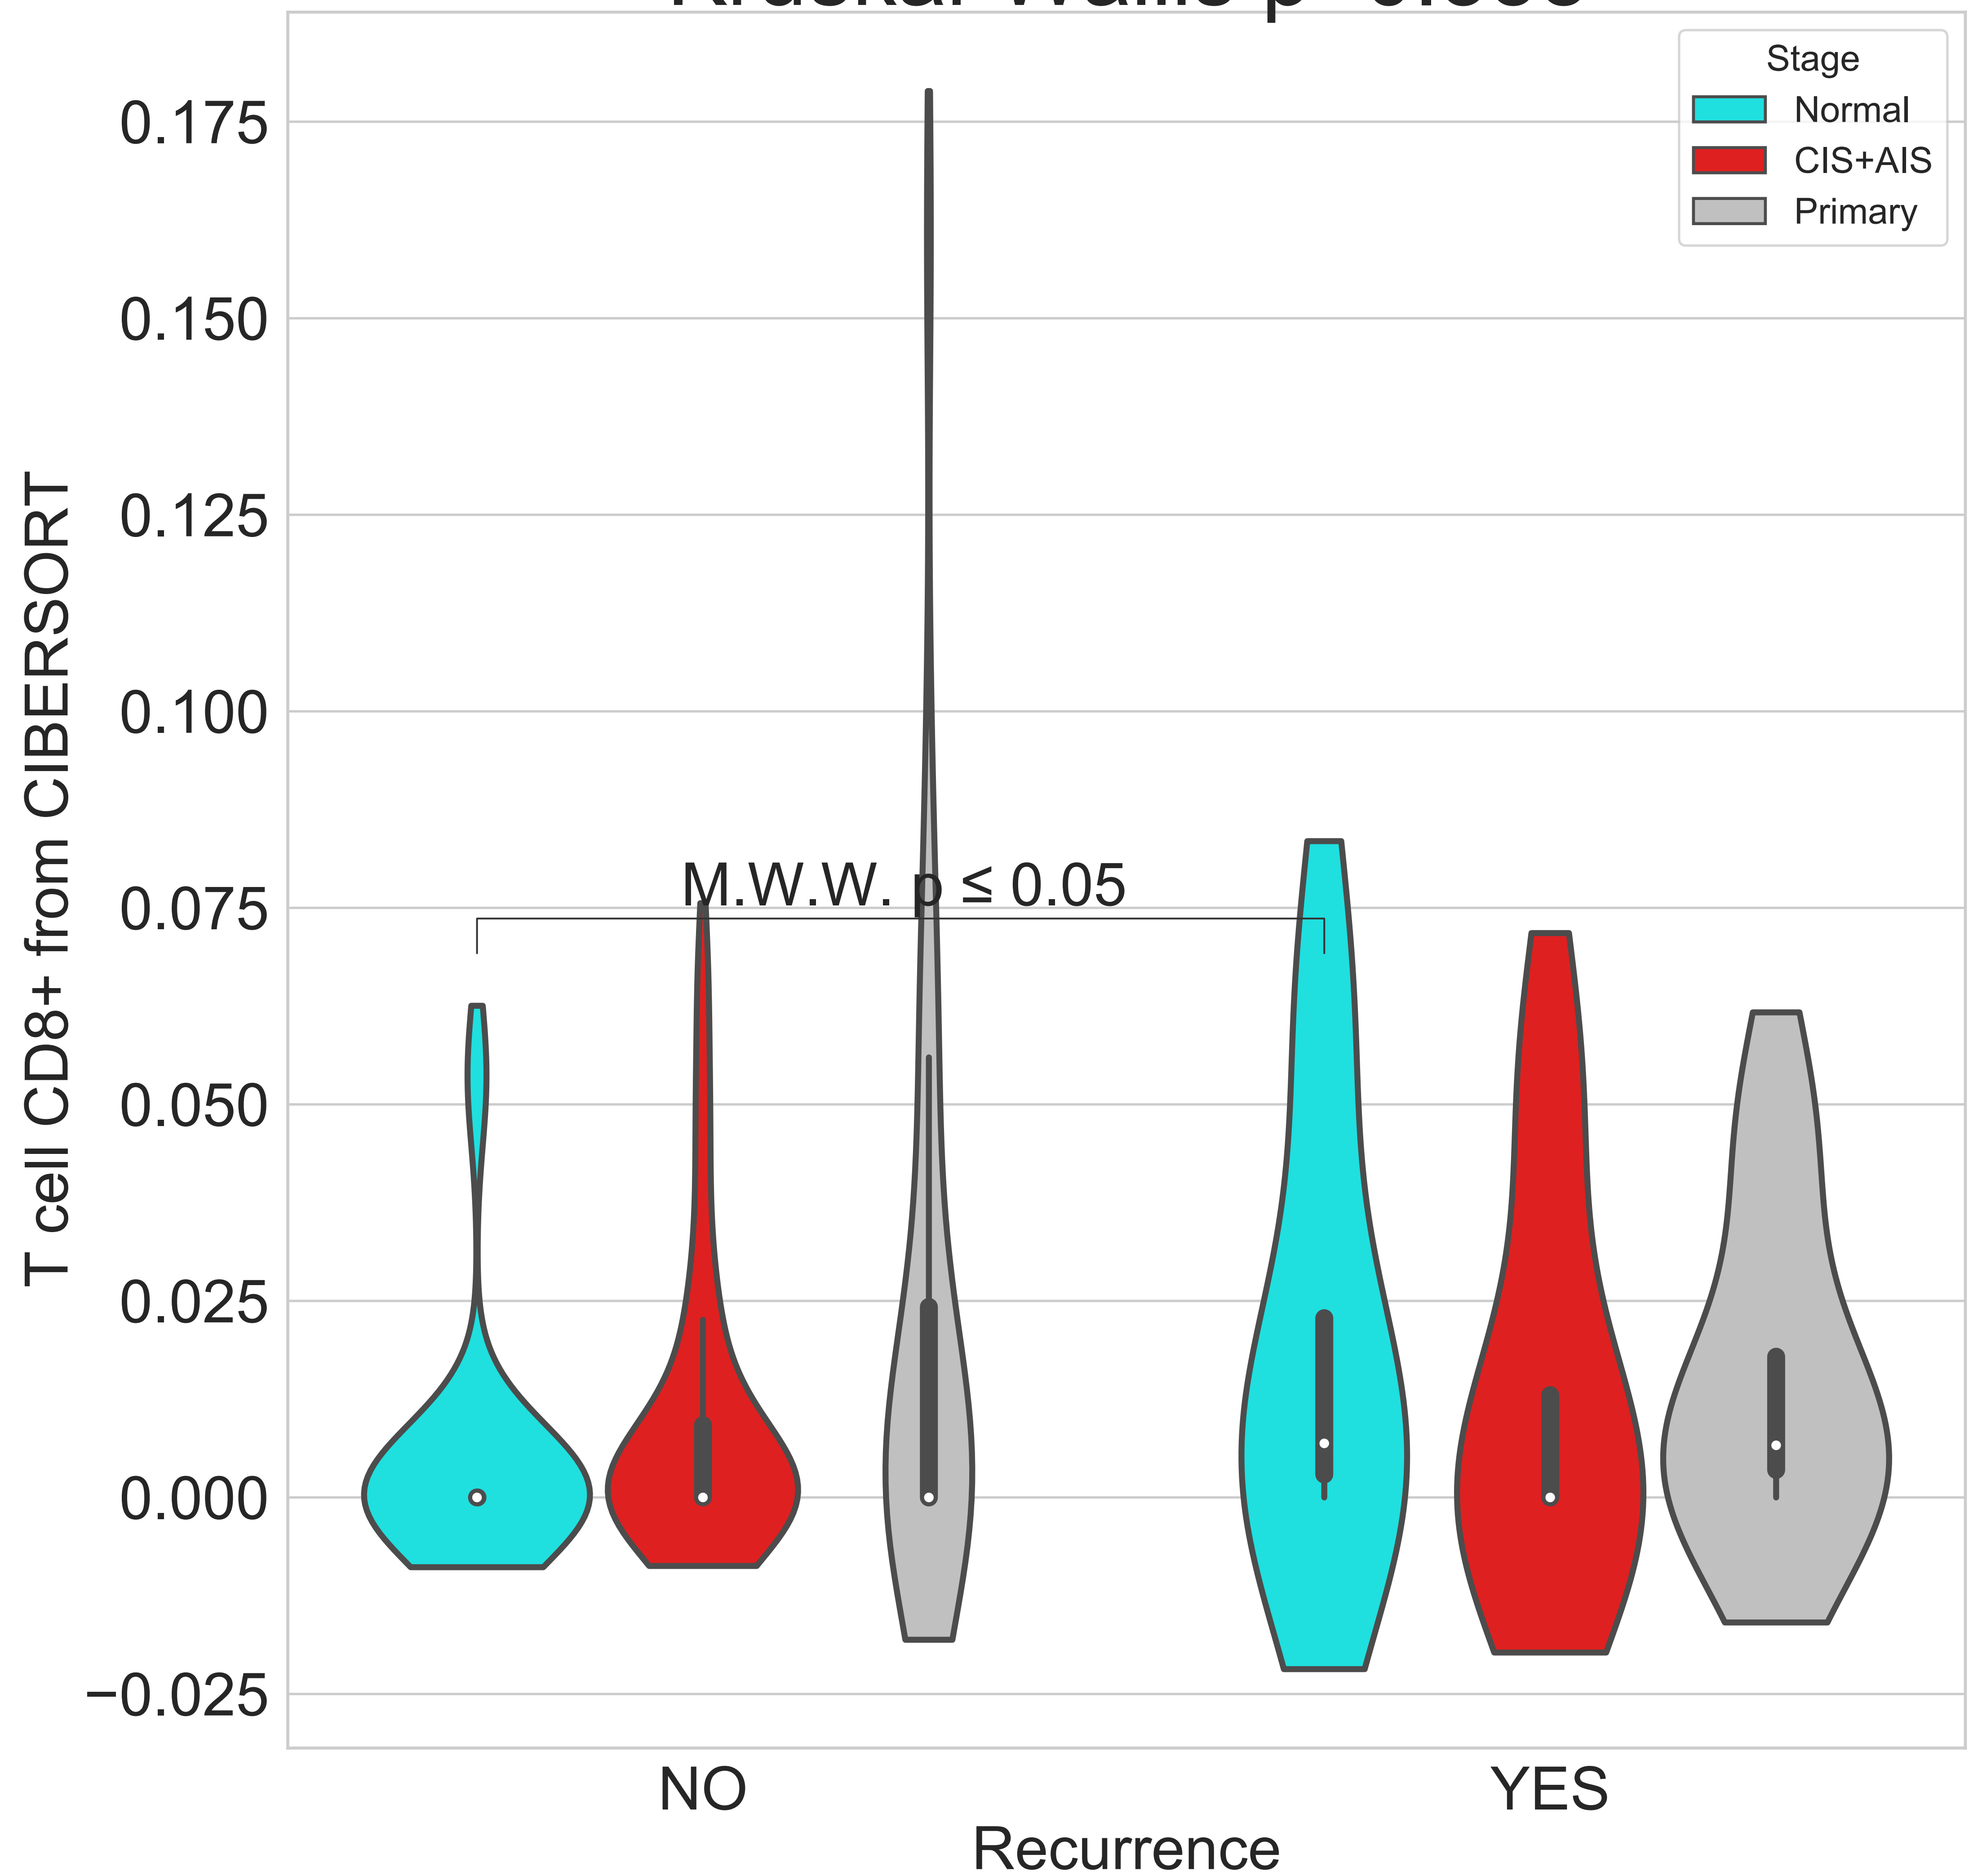 Stage
Normal
CIS+AIS
Primary
0.175
0.150
0.125
0.100
0.075
0.050
0.025
0.000
−0.025
T cell CD8+ from CIBERSORT
M.W.W. p ≤ 0.05
NO
YES
Recurrence